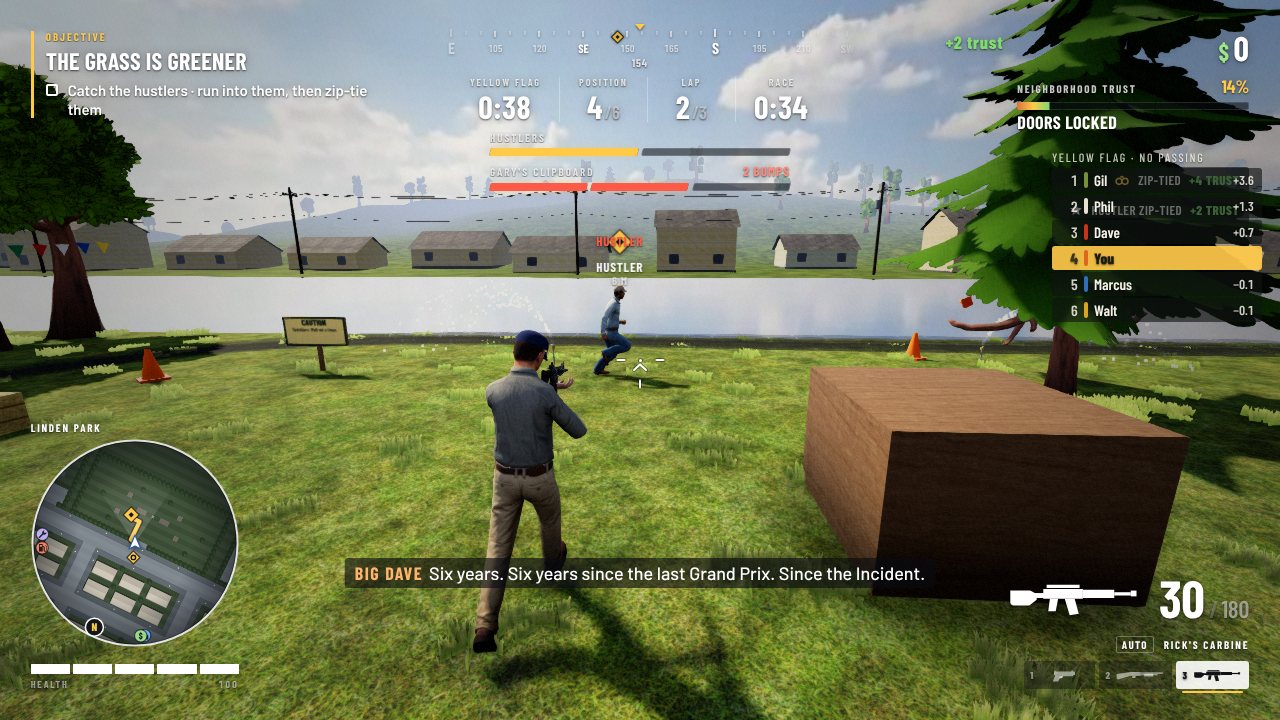 OBJECTIVE
THE GRASS IS GREENER
Catch the hustlers · run into them, then zip-tie
them.
E 105 120 SE 150 165 S 195 210 SW
154
YELLOW FLAG POSITION LAP RACE
0:38 4/6 2/3 0:34
HUSTLERS
GARY'S CLIPBOARD 2 BUMPS
+2 trust
$0
NEIGHBORHOOD TRUST 14%
DOORS LOCKED
YELLOW FLAG · NO PASSING
1 Gil +3.6
ZIP-TIED +4 TRUST
2 Phil +1.3
HUSTLER ZIP-TIED +2 TRUST
3 Dave +0.7
4 You
5 Marcus −0.1
6 Walt −0.1
HUSTLER
HUSTLER
CAUTION
LINDEN PARK
N
$
BIG DAVE Six years. Six years since the last Grand Prix. Since the Incident.
30 / 180
AUTO RICK'S CARBINE
1 2 3
HEALTH 100